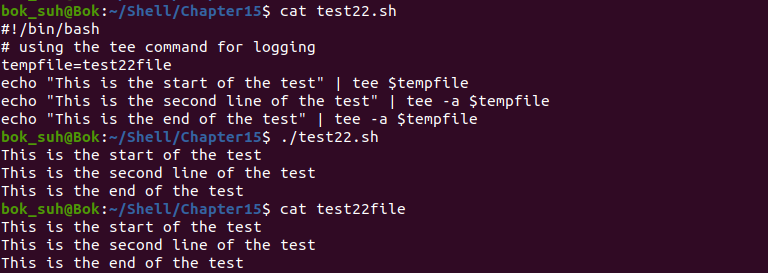 bok_suh@Bok:~/Shell/Chapter15$ cat test22.sh
#!/bin/bash
# using the tee command for logging
tempfile=test22file
echo "This is the start of the test" | tee $tempfile
echo "This is the second line of the test" | tee -a $tempfile
echo "This is the end of the test" | tee -a $tempfile
bok_suh@Bok:~/Shell/Chapter15$ ./test22.sh
This is the start of the test
This is the second line of the test
This is the end of the test
bok_suh@Bok:~/Shell/Chapter15$ cat test22file
This is the start of the test
This is the second line of the test
This is the end of the test